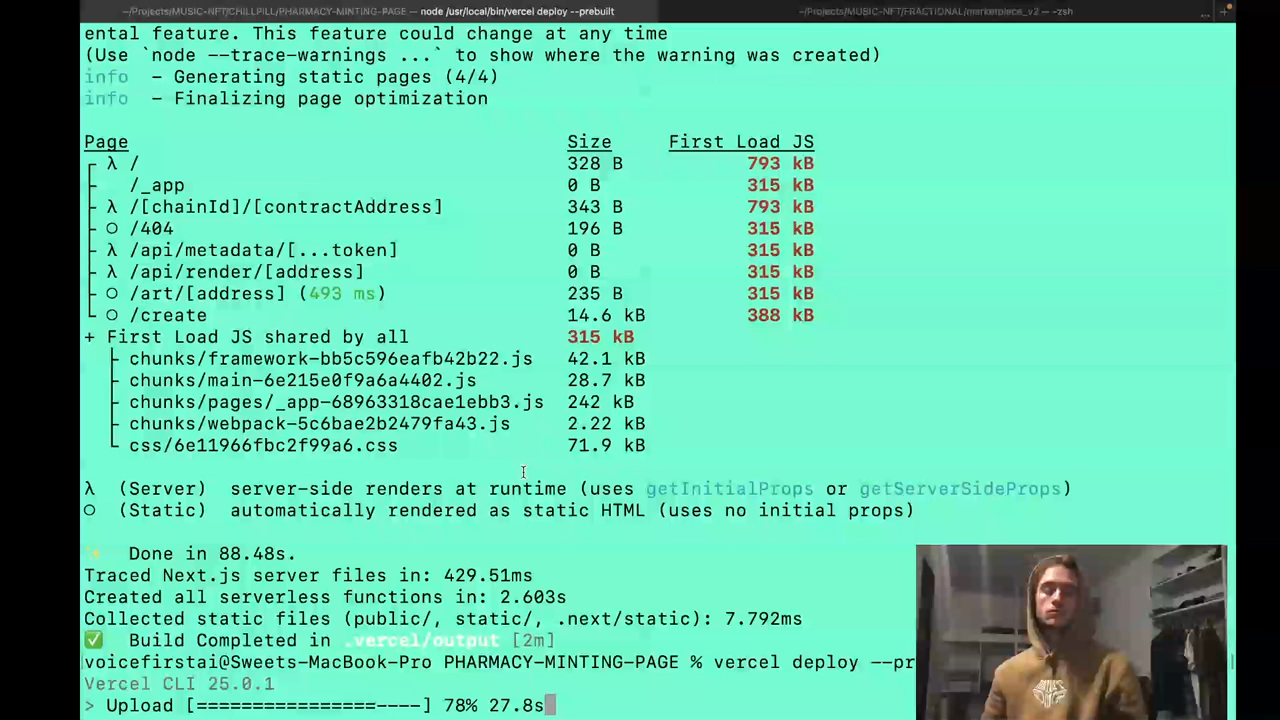 ~/Projects/MUSIC-NFT/CHILLPILL/PHARMACY-MINTING-PAGE — node /usr/local/bin/vercel deploy --prebuilt
~/Projects/MUSIC-NFT/FRACTIONAL/marketplace_v2 — -zsh
... +
ental feature. This feature could change at any time
(Use `node --trace-warnings ...` to show where the warning was created)
info  - Generating static pages (4/4)
info  - Finalizing page optimization
Page Size First Load JS
┌ λ / 328 B 793 kB
├   /_app 0 B 315 kB
├ λ /[chainId]/[contractAddress] 343 B 793 kB
├ ○ /404 196 B 315 kB
├ λ /api/metadata/[...token] 0 B 315 kB
├ λ /api/render/[address] 0 B 315 kB
├ ○ /art/[address] (493 ms) 235 B 315 kB
└ ○ /create 14.6 kB 388 kB
+ First Load JS shared by all 315 kB
├ chunks/framework-bb5c596eafb42b22.js 42.1 kB
├ chunks/main-6e215e0f9a6a4402.js 28.7 kB
├ chunks/pages/_app-68963318cae1ebb3.js 242 kB
├ chunks/webpack-5c6bae2b2479fa43.js 2.22 kB
└ css/6e11966fbc2f99a6.css 71.9 kB
λ  (Server)  server-side renders at runtime (uses getInitialProps or getServerSideProps)
○  (Static)  automatically rendered as static HTML (uses no initial props)
✨  Done in 88.48s.
Traced Next.js server files in: 429.51ms
Created all serverless functions in: 2.603s
Collected static files (public/, static/, .next/static): 7.792ms
✅  Build Completed in .vercel/output [2m]
voicefirstai@Sweets-MacBook-Pro PHARMACY-MINTING-PAGE % vercel deploy --pr
Vercel CLI 25.0.1
> Upload [================----] 78% 27.8s